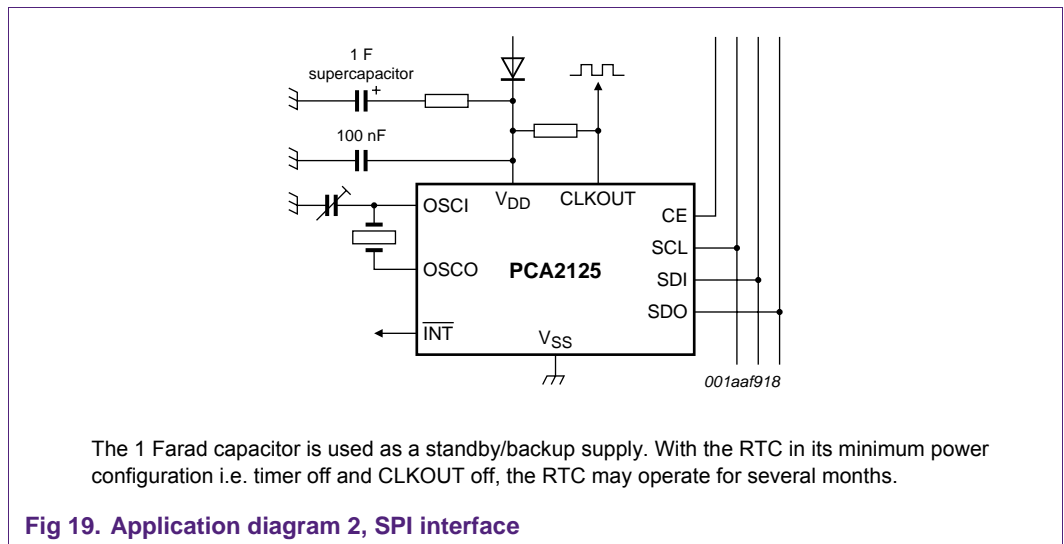 1 F
supercapacitor
+
100 nF
OSCI
VDD
CLKOUT
CE
SCL
OSCO
PCA2125
SDI
SDO
INT
VSS
001aaf918
The 1 Farad capacitor is used as a standby/backup supply. With the RTC in its minimum power
configuration i.e. timer off and CLKOUT off, the RTC may operate for several months.
Fig 19. Application diagram 2, SPI interface